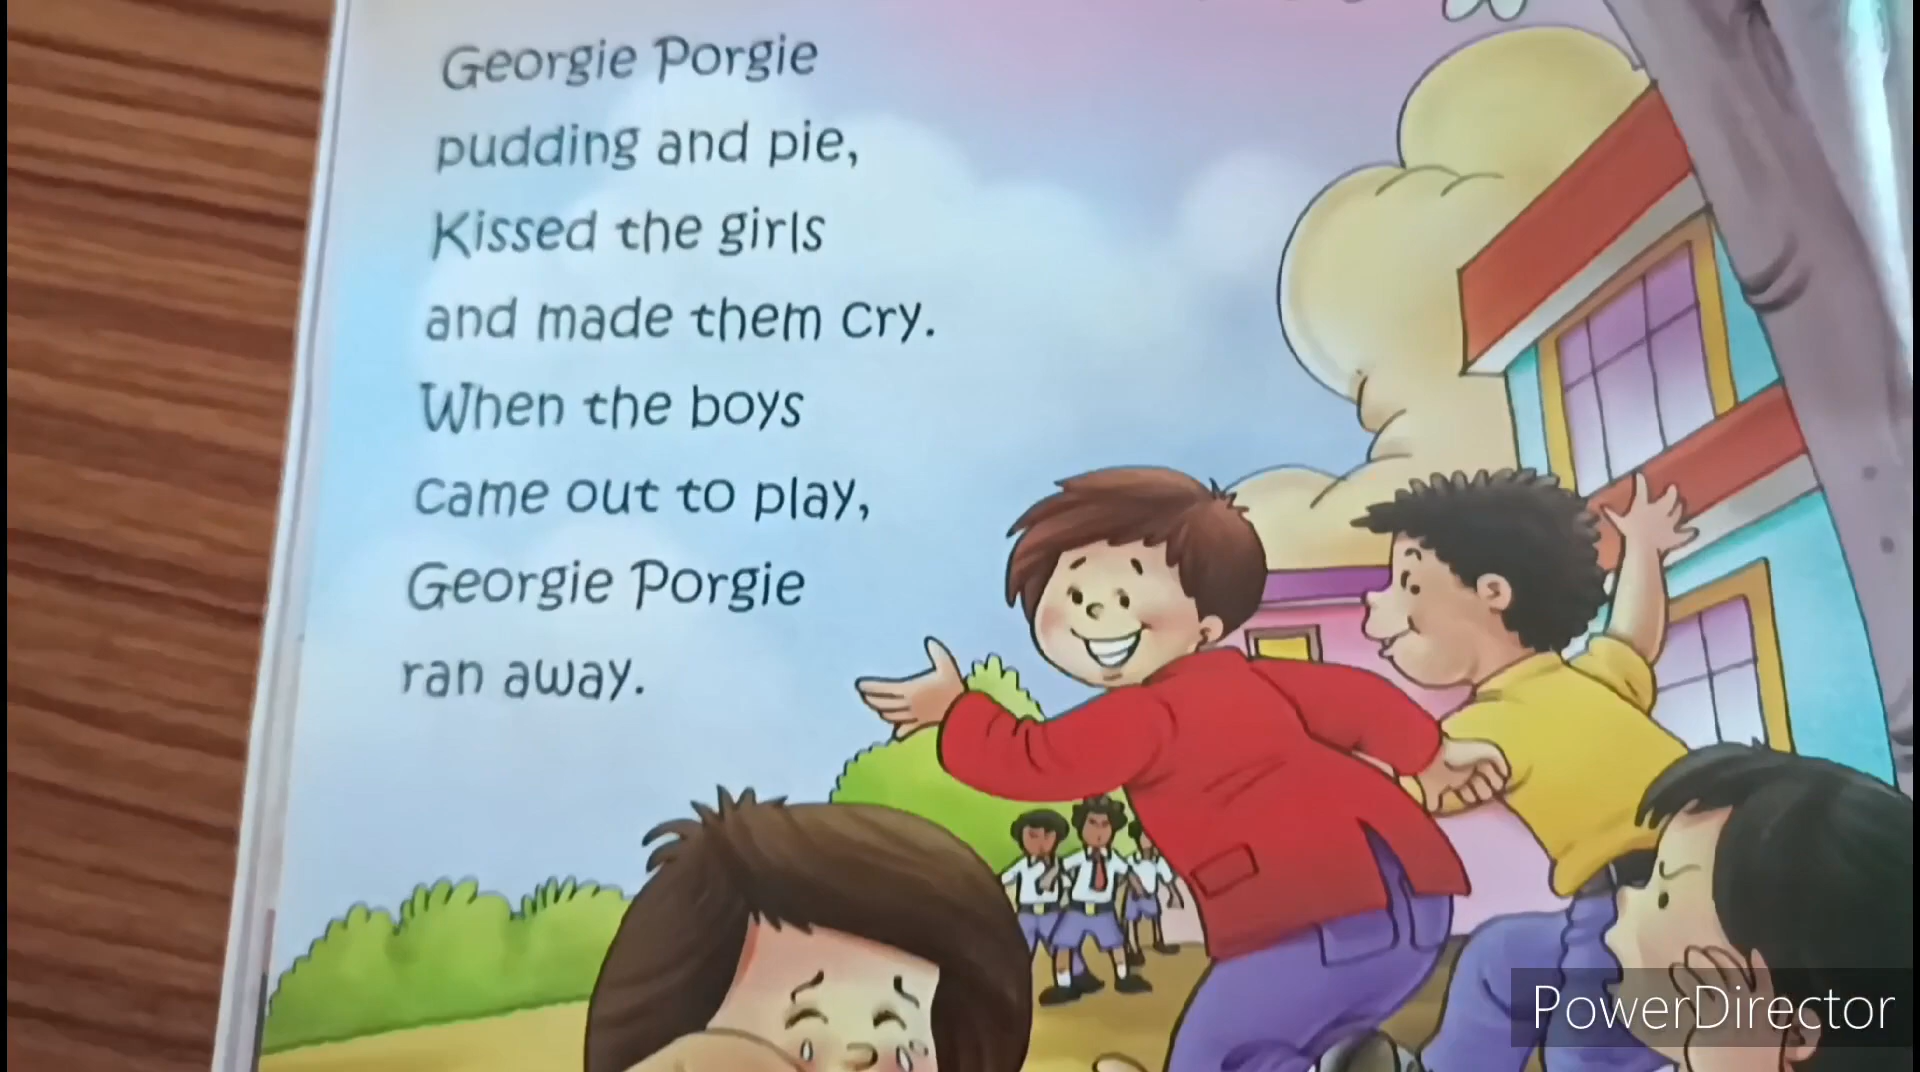 Georgie Porgie
pudding and pie,
Kissed the girls
and made them cry.
When the boys
came out to play,
Georgie Porgie
ran away.
PowerDirector